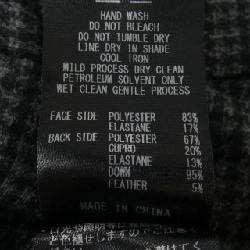 HAND WASH
DO NOT BLEACH
DO NOT TUMBLE DRY
LINE DRY IN SHADE
COOL IRON
MILD PROCESS DRY CLEAN
PETROLEUM SOLVENT ONLY
WET CLEAN GENTLE PROCESS
FACE SIDE POLYESTER 83%
ELASTANE 17%
BACK SIDE POLYESTER 67%
CUPRO 20%
ELASTANE 13%
DOWN 95%
FEATHER 5%
MADE IN CHINA